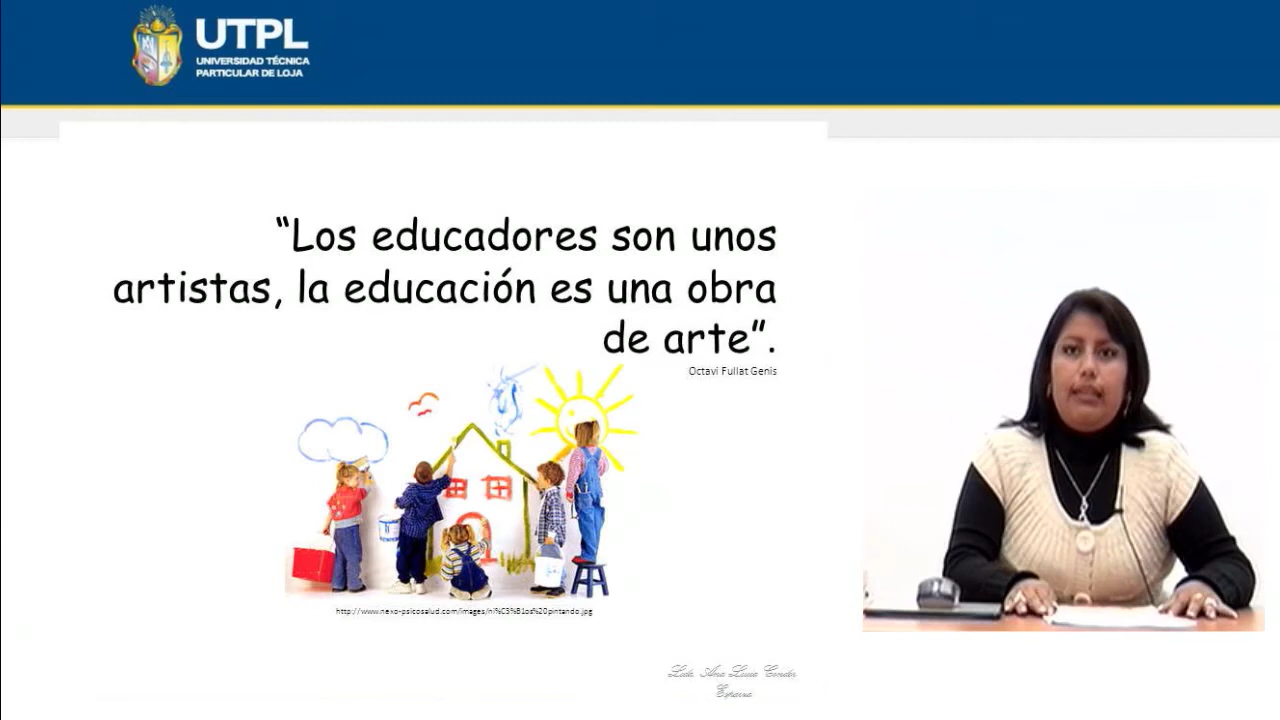 UTPL
UNIVERSIDAD TÉCNICA
PARTICULAR DE LOJA
“Los educadores son unos
artistas, la educación es una obra
de arte”.
Octavi Fullat Genis
http://www.nexo-psicosalud.com/images/ni%C3%B1os%20pintando.jpg
Ana